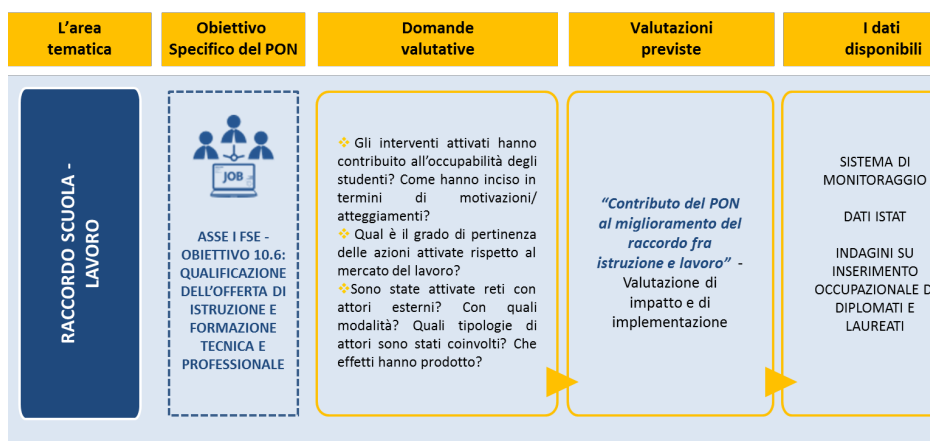 L'area
tematica
Obiettivo
Specifico del PON
Domande
valutative
Valutazioni
previste
I dati
disponibili
RACCORDO SCUOLA -
LAVORO
JOB
ASSE I FSE -
OBIETTIVO 10.6:
QUALIFICAZIONE
DELL'OFFERTA DI
ISTRUZIONE E
FORMAZIONE
TECNICA E
PROFESSIONALE
Gli interventi attivati hanno
contribuito all'occupabilità degli
studenti? Come hanno inciso in
termini di motivazioni/
atteggiamenti?
Qual è il grado di pertinenza
delle azioni attivate rispetto al
mercato del lavoro?
Sono state attivate reti con
attori esterni? Con quali
modalità? Quali tipologie di
attori sono stati coinvolti? Che
effetti hanno prodotto?
"Contributo del PON
al miglioramento del
raccordo fra
istruzione e lavoro" -
Valutazione di
impatto e di
implementazione
SISTEMA DI
MONITORAGGIO
DATI ISTAT
INDAGINI SU
INSERIMENTO
OCCUPAZIONALE
DIPLOMATI E
LAUREATI